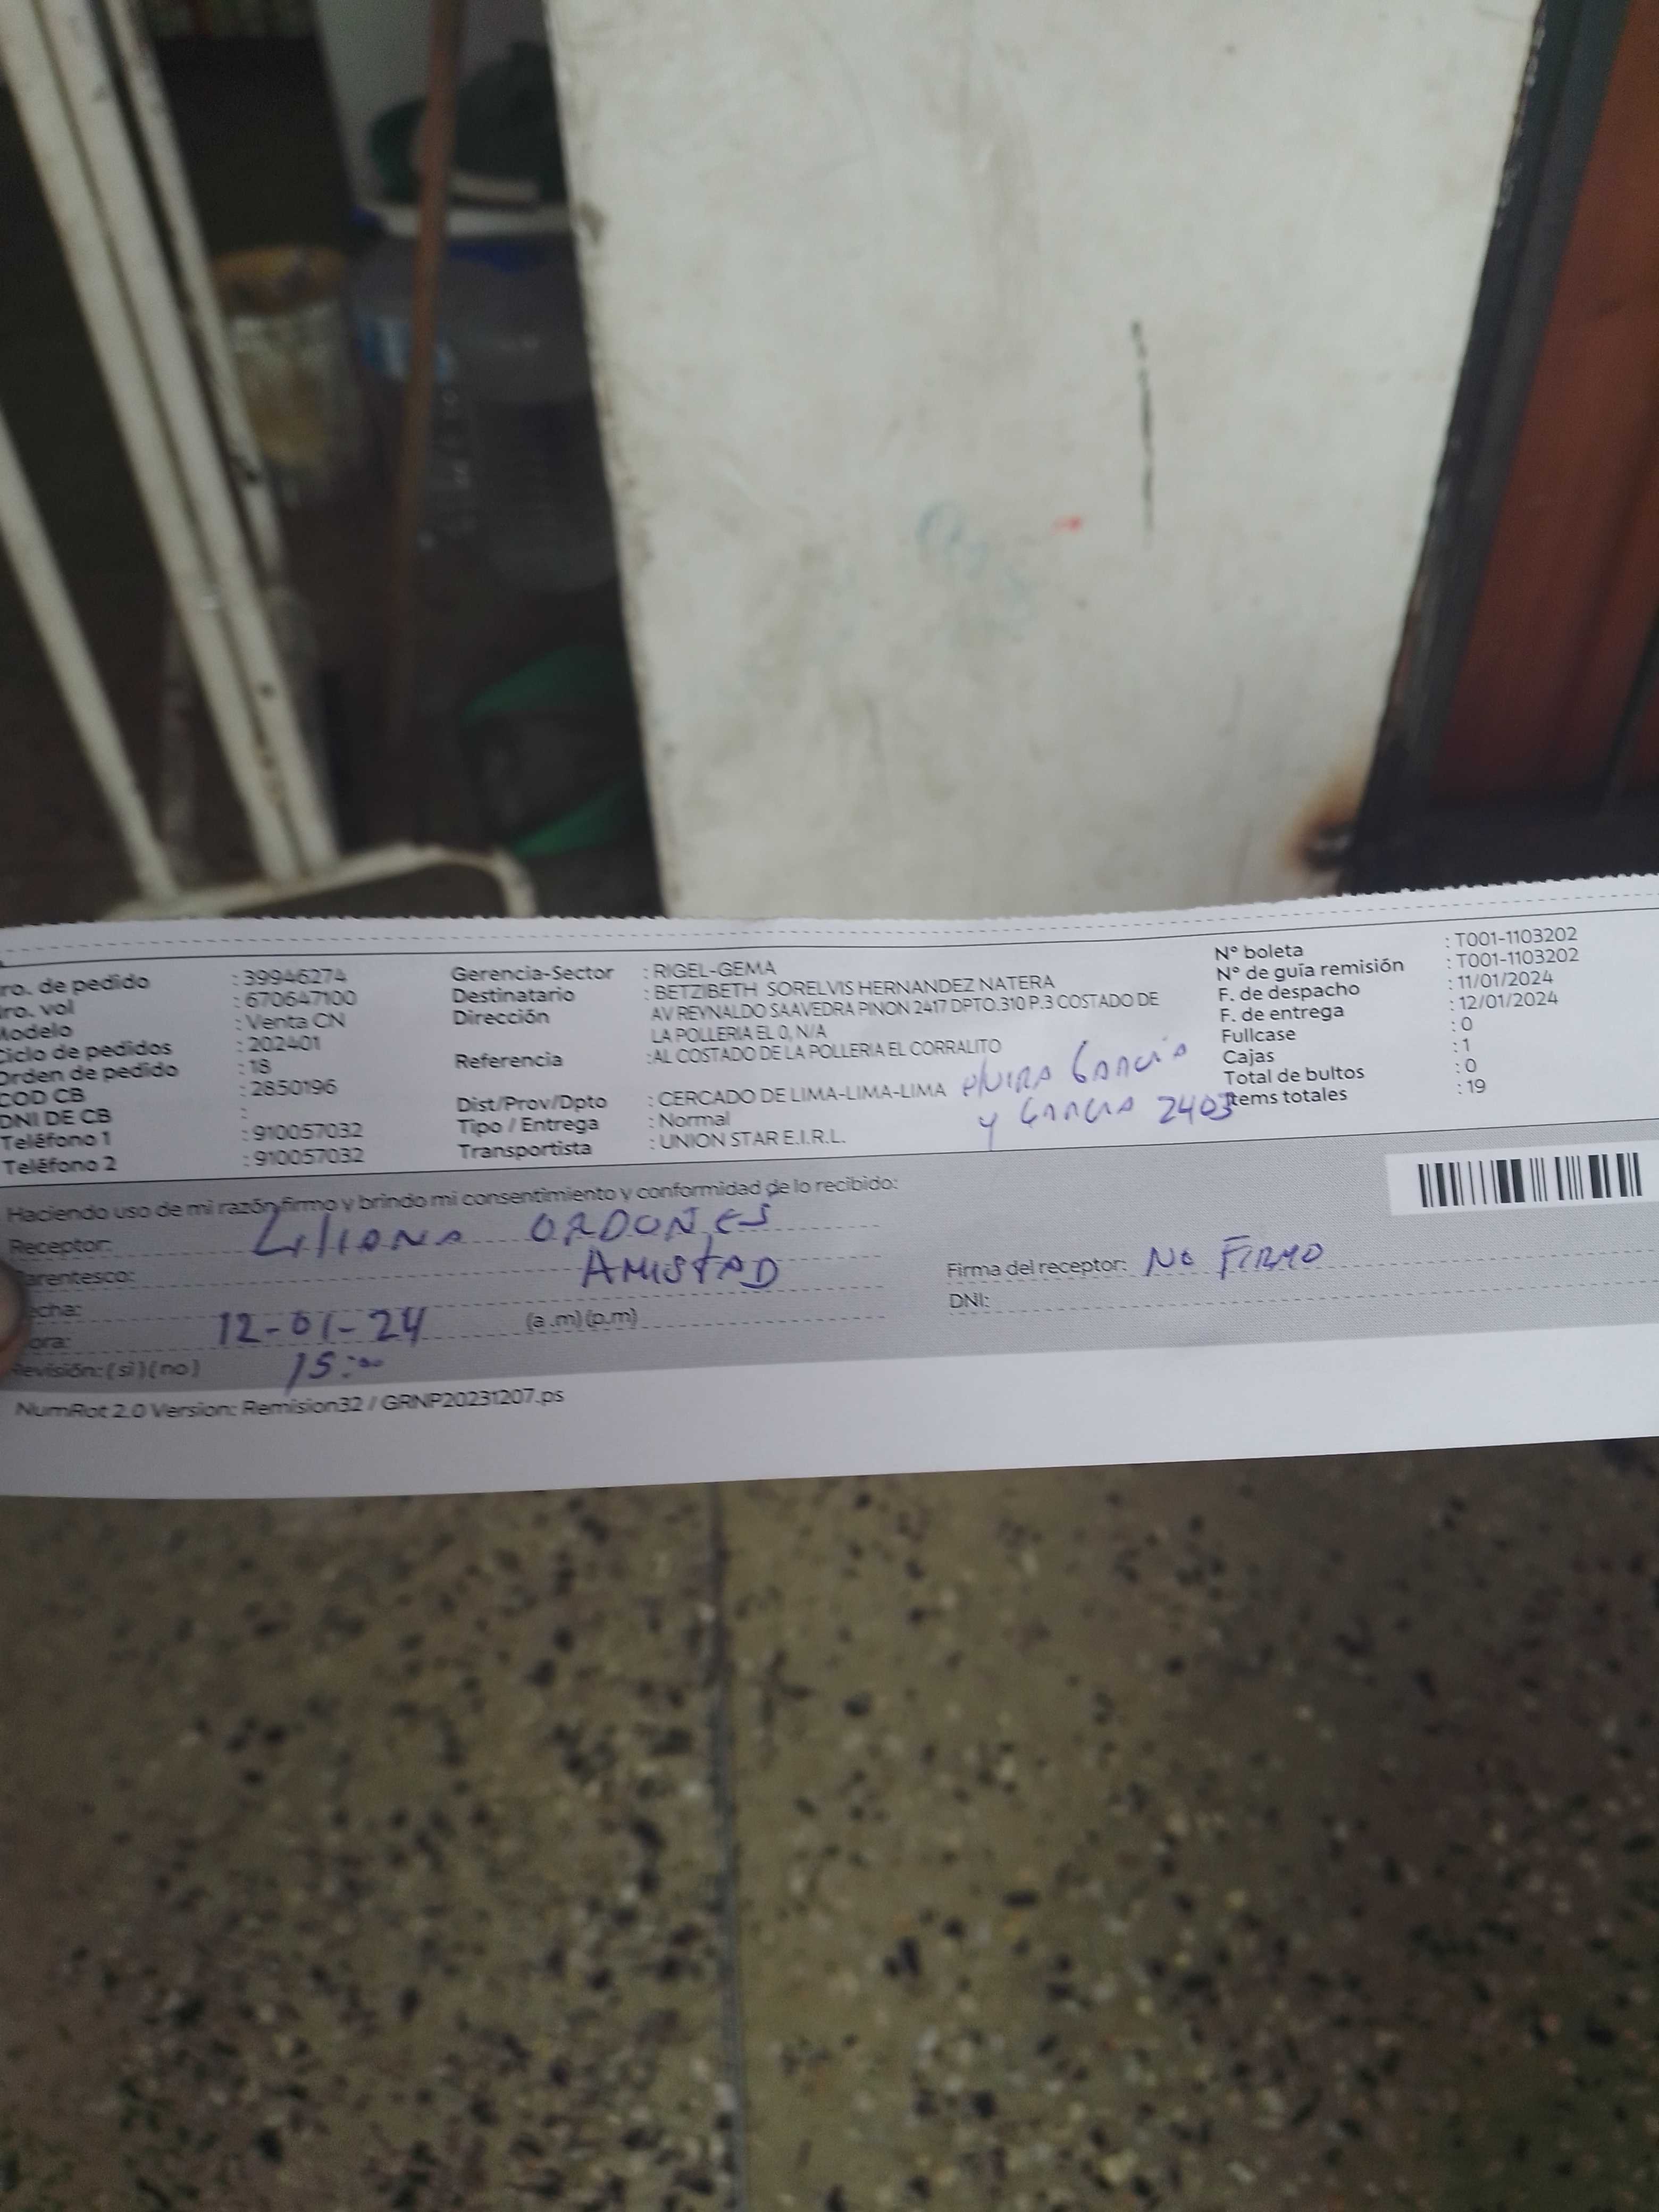 ro. de pedido : 39946274
ro. vol : 670647100
Modelo : Venta CN
Ciclo de pedidos : 202401
Orden de pedido : 18
COD CB : 2850196
DNI DE CB :
Teléfono 1 : 910057032
Teléfono 2 : 910057032
Gerencia-Sector : RIGEL-GEMA
Destinatario : BETZIBETH SORELVIS HERNANDEZ NATERA
Dirección AV REYNALDO SAAVEDRA PINON 2417 DPTO.310 P.3 COSTADO DE
LA POLLERIA EL 0, N/A
Referencia :AL COSTADO DE LA POLLERIA EL CORRALITO
Dist/Prov/Dpto : CERCADO DE LIMA-LIMA-LIMA
Tipo / Entrega : Normal
Transportista : UNION STAR E.I.R.L.
ElVIRA GARCIA
y GARCIA 2403
N° boleta : T001-1103202
N° de guía remisión : T001-1103202
F. de despacho : 11/01/2024
F. de entrega : 12/01/2024
Fullcase : 0
Cajas : 1
Total de bultos : 0
Items totales : 19
Haciendo uso de mi razón firmo y brindo mi consentimiento y conformidad de lo recibido:
Receptor: LiliANA ORDOÑES
arentesco: AMISTAD
echa: 12-01-24 (a .m) (p.m)
ora: 15:00
Revisión: ( si ) ( no )
Firma del receptor: No FIRMO
DNI:
NumRot 2.0 Version: Remision32 / GRNP20231207.ps